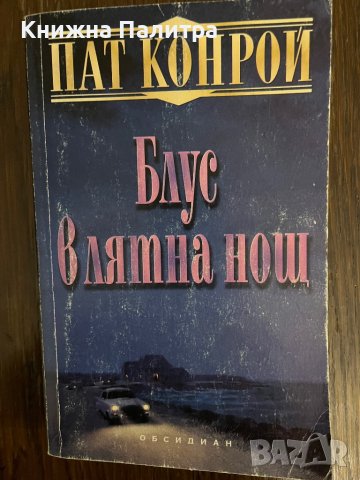 Книжна Палитра
ПАТ КОНРОЙ
Блус
в лятна нощ
ОБСИДИАН
BAZAR